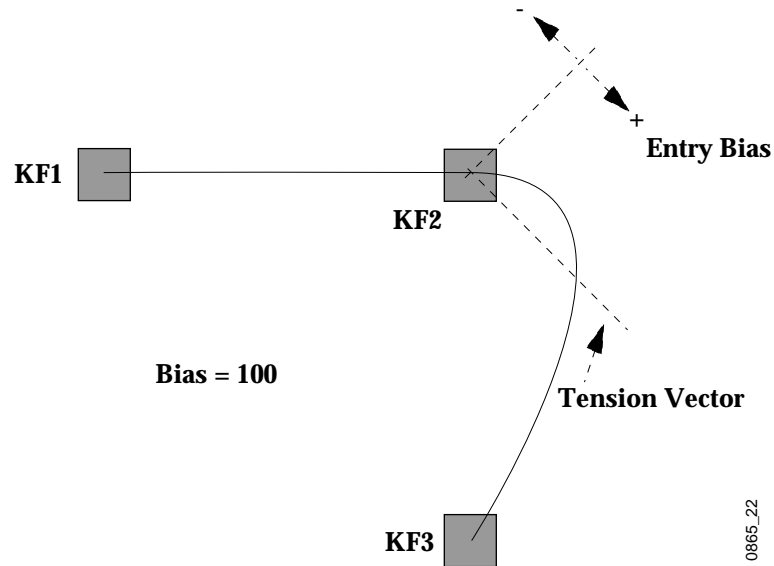 -
+
Entry Bias
KF1
KF2
Bias = 100
Tension Vector
KF3
0865_22